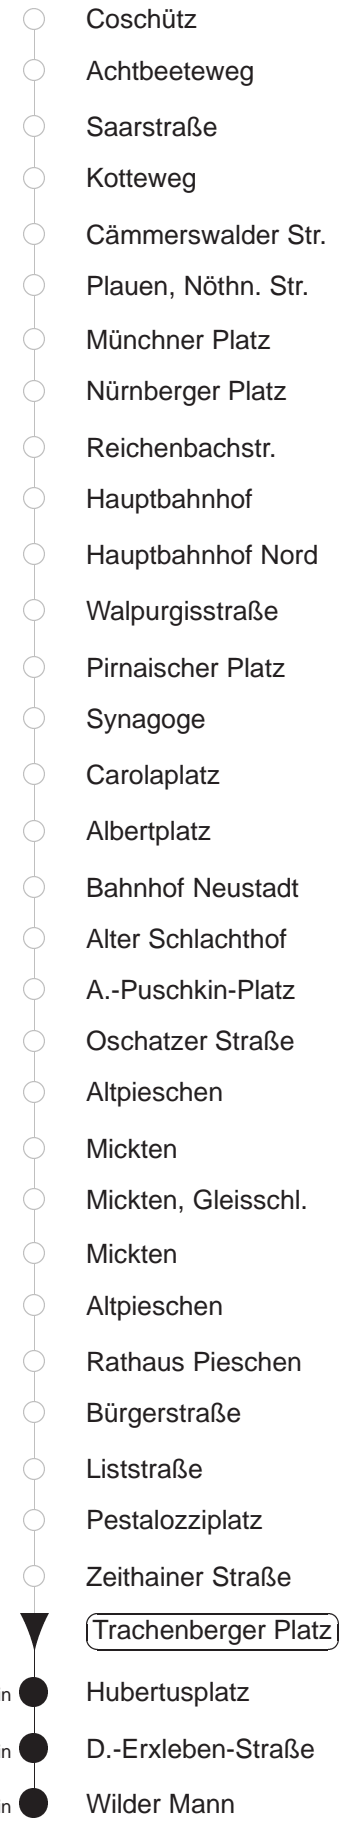 Coschütz
Achtbeeteweg
Saarstraße
Kotteweg
Cämmerswalder Str.
Plauen, Nöthn. Str.
Münchner Platz
Nürnberger Platz
Reichenbachstr.
Hauptbahnhof
Hauptbahnhof Nord
Walpurgisstraße
Pirnaischer Platz
Synagoge
Carolaplatz
Albertplatz
Bahnhof Neustadt
Alter Schlachthof
A.-Puschkin-Platz
Oschatzer Straße
Altpieschen
Mickten
Mickten, Gleisschl.
Mickten
Altpieschen
Rathaus Pieschen
Bürgerstraße
Liststraße
Pestalozziplatz
Zeithainer Straße
Trachenberger Platz
Hubertusplatz
D.-Erxleben-Straße
Wilder Mann